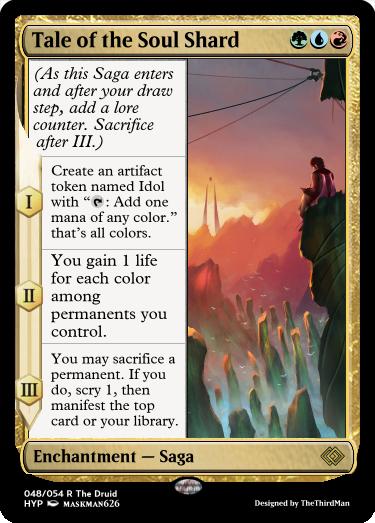 Tale of the Soul Shard
(As this Saga enters
and after your draw
step, add a lore
counter. Sacrifice
after III.)
I
Create an artifact
token named Idol
with “: Add one
mana of any color.”
that's all colors.
II
You gain 1 life
for each color
among
permanents you
control.
III
You may sacrifice a
permanent. If you
do, scry 1, then
manifest the top
card or your library.
Enchantment — Saga
048/054 R The Druid
HYP MASKMAN626
Designed by TheThirdMan